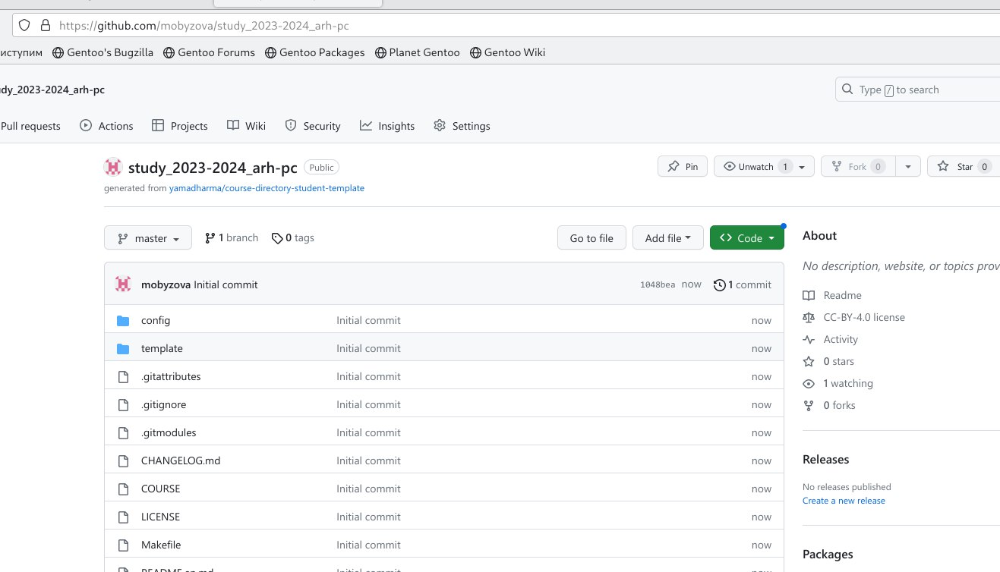 https://github.com/mobyzova/study_2023-2024_arh-pc
иступим Gentoo's Bugzilla Gentoo Forums Gentoo Packages Planet Gentoo Gentoo Wiki
dy_2023-2024_arh-pc
Type / to search
Pull requests Actions Projects Wiki Security Insights Settings
study_2023-2024_arh-pc Public
Pin Unwatch 1 Fork 0 Star 0
generated from yamadharma/course-directory-student-template
master 1 branch 0 tags Go to file Add file Code
mobyzova Initial commit 1048bea now 1 commit
config Initial commit now
template Initial commit now
.gitattributes Initial commit now
.gitignore Initial commit now
.gitmodules Initial commit now
CHANGELOG.md Initial commit now
COURSE Initial commit now
LICENSE Initial commit now
Makefile Initial commit now
README.en.md Initial commit now
About
No description, website, or topics prov
Readme
CC-BY-4.0 license
Activity
0 stars
1 watching
0 forks
Releases
No releases published
Create a new release
Packages